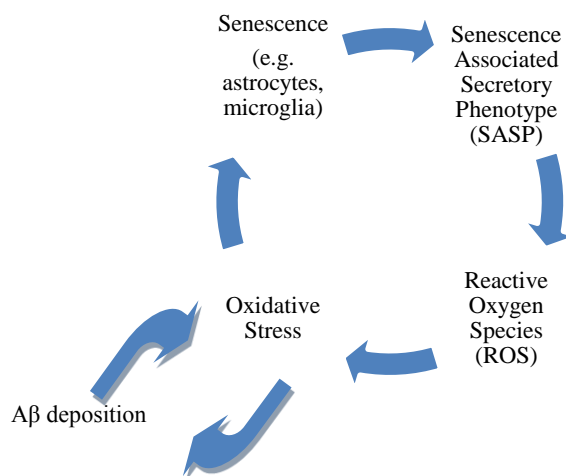 Senescence
(e.g.
astrocytes,
microglia)
Senescence
Associated
Secretory
Phenotype
(SASP)
Reactive
Oxygen
Species
(ROS)
Oxidative
Stress
Aβ deposition